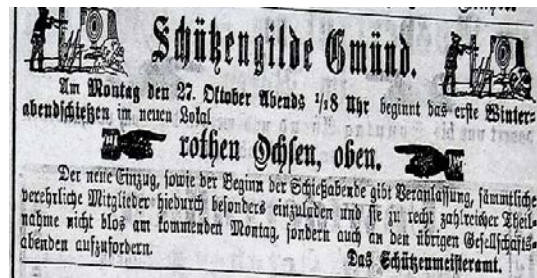 Schützengilde Gmünd.
Am Montag den 27. Oktober Abends ½8 Uhr beginnt das erste Winter-
abendschießen im neuen Lokal
rothen Ochsen, oben.
Der neue Einzug, sowie der Beginn der Schießabende gibt Veranlassung, sämmtliche
verehrliche Mitglieder hiedurch besonders einzuladen und sie zu recht zahlreicher Theil-
nahme nicht blos am kommenden Montag, sondern auch an den übrigen Gesellschafts-
abenden aufzufordern.
Das Schützenmeisteramt.